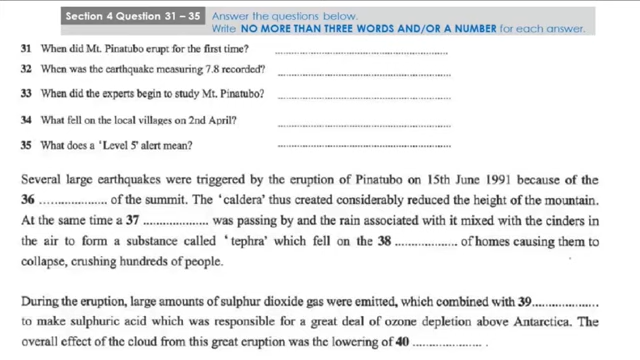 Section 4 Question 31 – 35 Answer the questions below.
Write NO MORE THAN THREE WORDS AND/OR A NUMBER for each answer.
31 When did Mt. Pinatubo erupt for the first time? ..................................................
32 When was the earthquake measuring 7.8 recorded? ..................................................
33 When did the experts begin to study Mt. Pinatubo? ..................................................
34 What fell on the local villages on 2nd April? ..................................................
35 What does a 'Level 5' alert mean? ..................................................
Several large earthquakes were triggered by the eruption of Pinatubo on 15th June 1991 because of the
36 .................... of the summit. The 'caldera' thus created considerably reduced the height of the mountain.
At the same time a 37 ................... was passing by and the rain associated with it mixed with the cinders in
the air to form a substance called 'tephra' which fell on the 38 .................. of homes causing them to
collapse, crushing hundreds of people.
During the eruption, large amounts of sulphur dioxide gas were emitted, which combined with 39....................
to make sulphuric acid which was responsible for a great deal of ozone depletion above Antarctica. The
overall effect of the cloud from this great eruption was the lowering of 40 .................... .